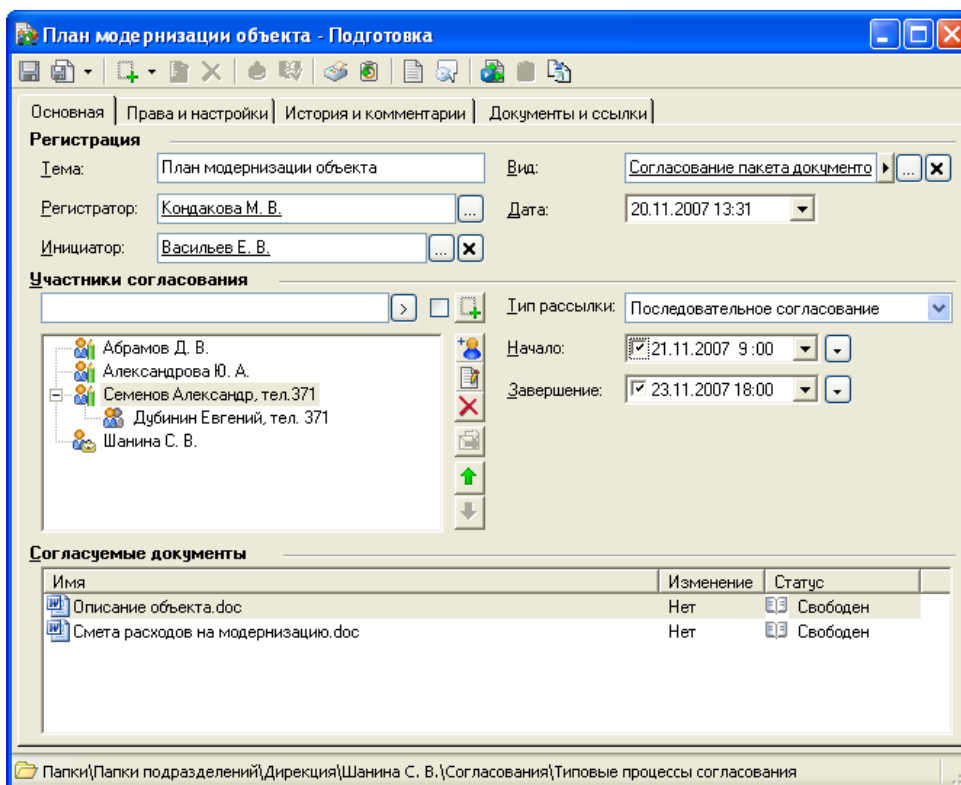 План модернизации объекта - Подготовка
Основная Права и настройки История и комментарии Документы и ссылки
Регистрация
Тема: План модернизации объекта Вид: Согласование пакета документо ...
Регистратор: Кондакова М. В. ... Дата: 20.11.2007 13:31
Инициатор: Васильев Е. В. ...
Участники согласования
> Тип рассылки: Последовательное согласование
Абрамов Д. В. Начало: 21.11.2007 9:00
Александрова Ю. А.
Семенов Александр, тел.371 Завершение: 23.11.2007 18:00
Дубинин Евгений, тел. 371
Шанина С. В.
Согласуемые документы
Имя Изменение Статус
Описание объекта.doc Нет Свободен
Смета расходов на модернизацию.doc Нет Свободен
Папки\Папки подразделений\Дирекция\Шанина С. В.\Согласования\Типовые процессы согласования